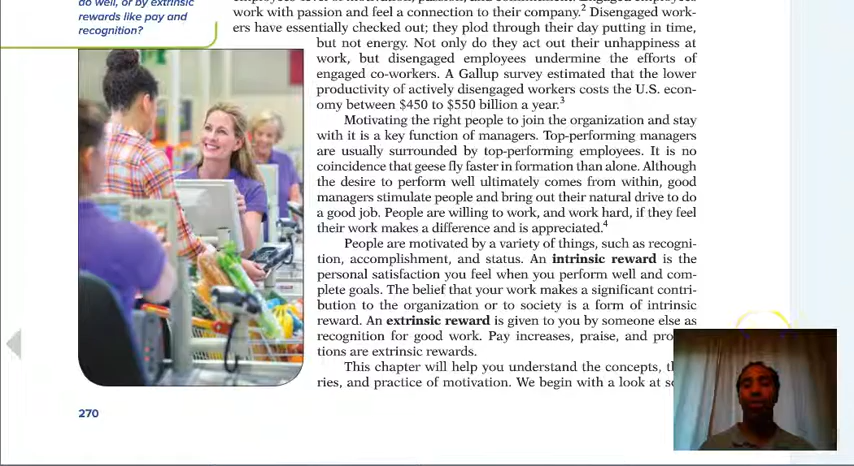 do well, or by extrinsic
rewards like pay and
recognition?
work with passion and feel a connection to their company.2 Disengaged work-
ers have essentially checked out; they plod through their day putting in time,
but not energy. Not only do they act out their unhappiness at
work, but disengaged employees undermine the efforts of
engaged co-workers. A Gallup survey estimated that the lower
productivity of actively disengaged workers costs the U.S. econ-
omy between $450 to $550 billion a year.3
Motivating the right people to join the organization and stay
with it is a key function of managers. Top-performing managers
are usually surrounded by top-performing employees. It is no
coincidence that geese fly faster in formation than alone. Although
the desire to perform well ultimately comes from within, good
managers stimulate people and bring out their natural drive to do
a good job. People are willing to work, and work hard, if they feel
their work makes a difference and is appreciated.4
People are motivated by a variety of things, such as recogni-
tion, accomplishment, and status. An intrinsic reward is the
personal satisfaction you feel when you perform well and com-
plete goals. The belief that your work makes a significant contri-
bution to the organization or to society is a form of intrinsic
reward. An extrinsic reward is given to you by someone else as
recognition for good work. Pay increases, praise, and
tions are extrinsic rewards.
This chapter will help you understand the concepts,
ries, and practice of motivation. We begin with a look at
270